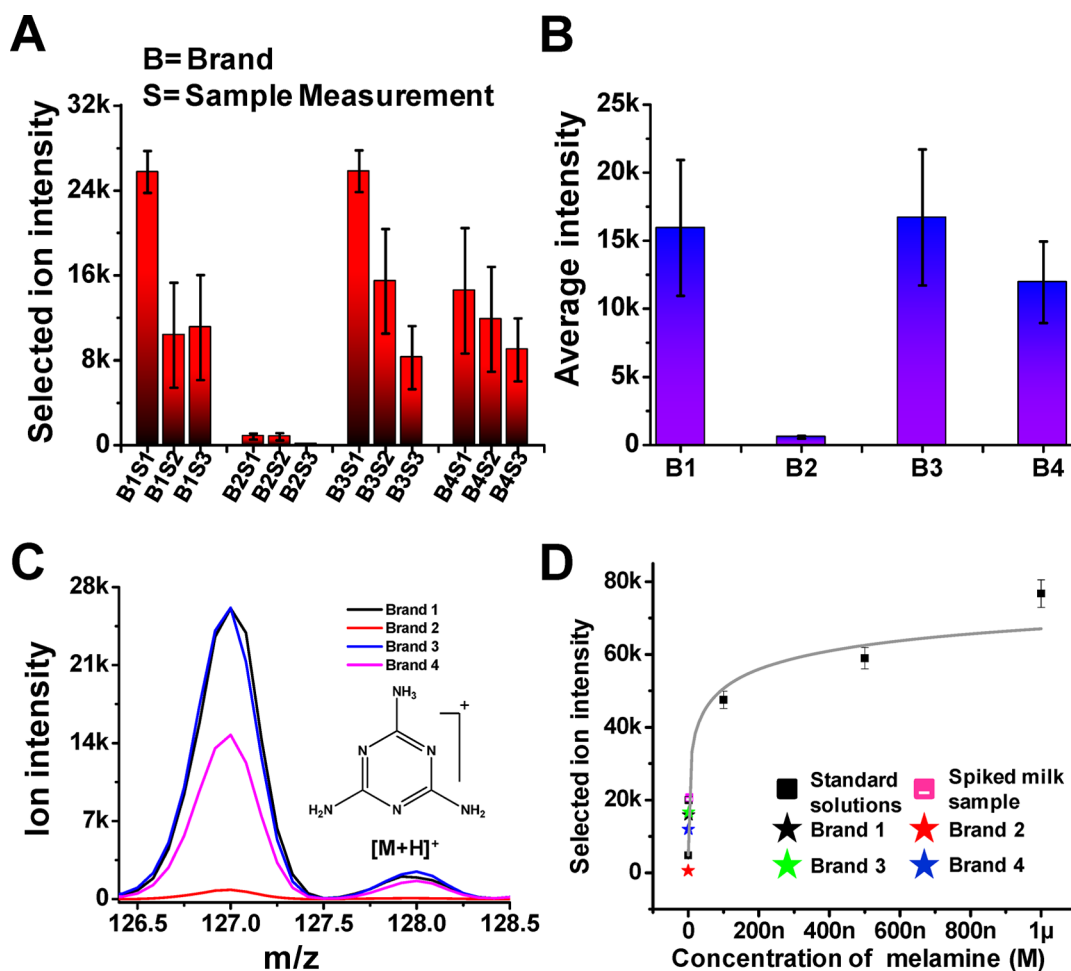 A
B= Brand
S= Sample Measurement
Selected ion intensity
32k
24k
16k
8k
0
B1S1
B1S2
B1S3
B2S1
B2S2
B2S3
B3S1
B3S2
B3S3
B4S1
B4S2
B4S3
B
Average intensity
25k
20k
15k
10k
5k
0
B1
B2
B3
B4
C
Ion intensity
28k
21k
14k
7k
0
126.5
127.0
127.5
128.0
128.5
m/z
Brand 1
Brand 2
Brand 3
Brand 4
NH3
+
N
N
N
H2N
NH2
[M+H]+
D
Selected ion intensity
80k
60k
40k
20k
0
0
200n
400n
600n
800n
1µ
Concentration of melamine (M)
Standard solutions
Spiked milk sample
Brand 1
Brand 2
Brand 3
Brand 4